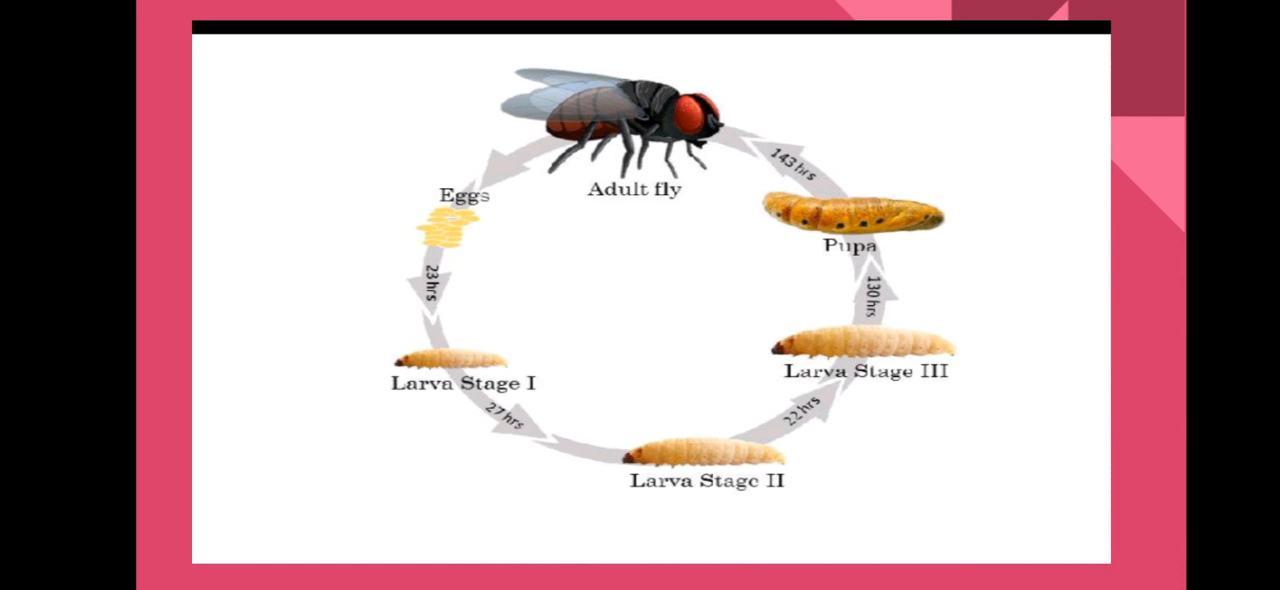 Adult fly
Eggs
23 hrs
Larva Stage I
27 hrs
Larva Stage II
22 hrs
Larva Stage III
130 hrs
Pupa
143 hrs